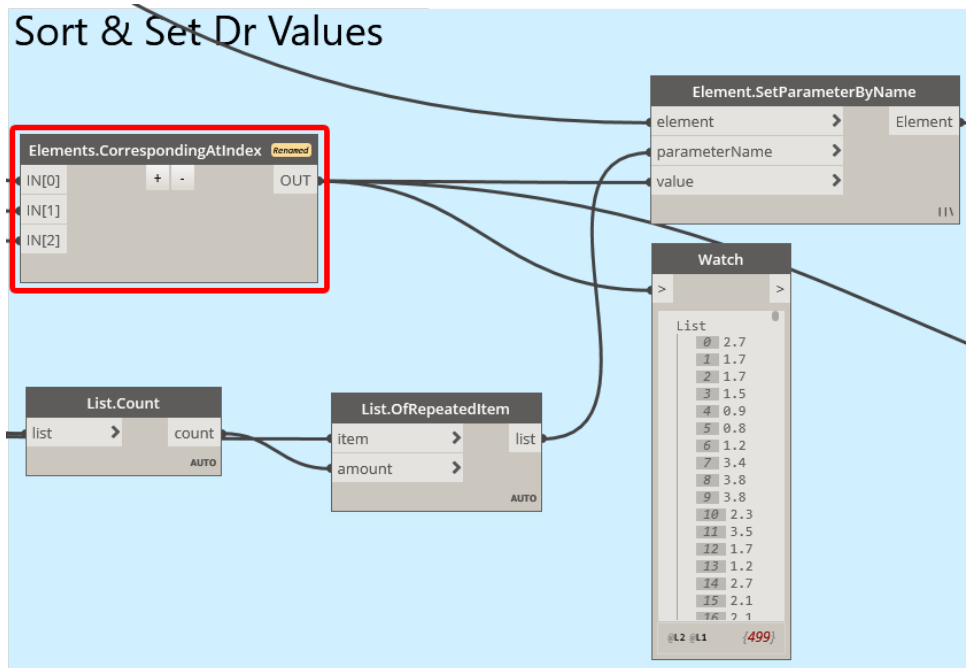 Sort & Set Dr Values
Element.SetParameterByName
element > Element
parameterName >
value >
Elements.CorrespondingAtIndex Renamed
IN[0] + - OUT
IN[1]
IN[2]
Watch
> >
List
0 2.7
1 1.7
2 1.7
3 1.5
4 0.9
5 0.8
6 1.2
7 3.4
8 3.8
9 3.8
10 2.3
11 3.5
12 1.7
13 1.2
14 2.7
15 2.1
16 2.1
@L2 @L1 {499}
List.Count
list > count
AUTO
List.OfRepeatedItem
item > list
amount >
AUTO